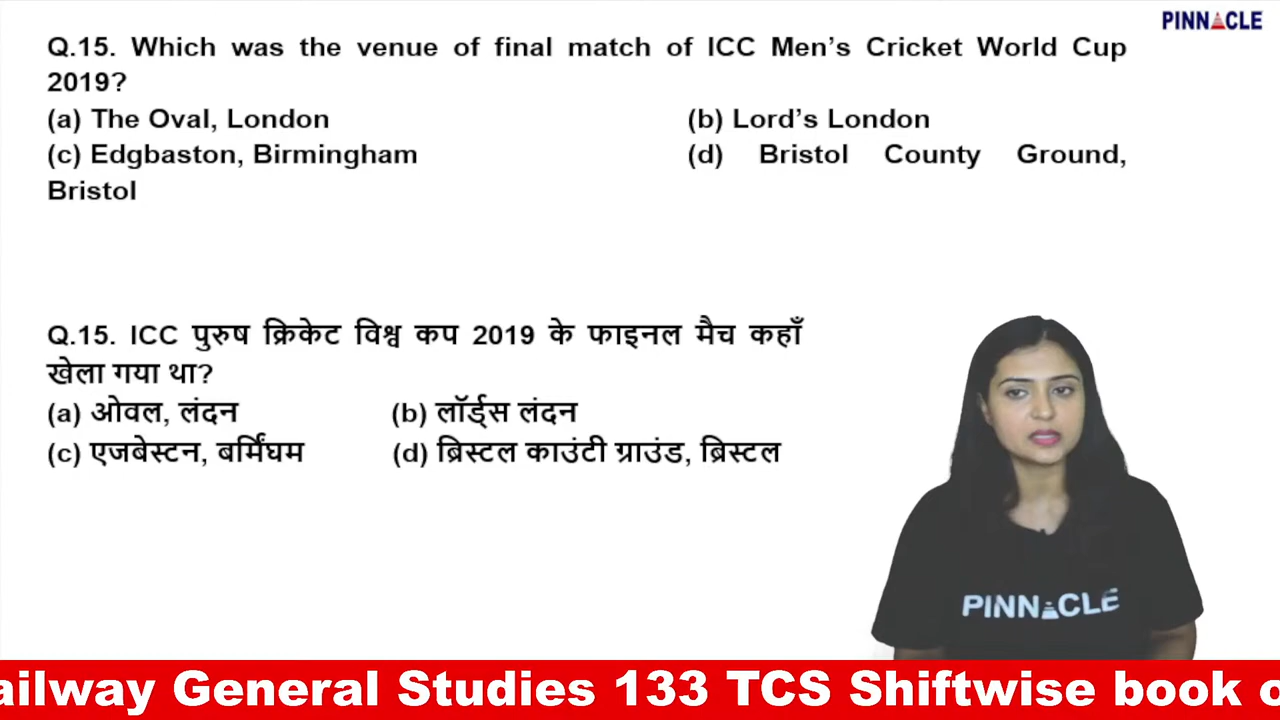 PINNACLE
Q.15. Which was the venue of final match of ICC Men's Cricket World Cup
2019?
(a) The Oval, London (b) Lord's London
(c) Edgbaston, Birmingham (d) Bristol County Ground,
Bristol
Q.15. ICC पुरुष क्रिकेट विश्व कप 2019 के फाइनल मैच कहाँ
खेला गया था?
(a) ओवल, लंदन (b) लॉर्ड्स लंदन
(c) एजबेस्टन, बर्मिंघम (d) ब्रिस्टल काउंटी ग्राउंड, ब्रिस्टल
PINNACLE
ailway General Studies 133 TCS Shiftwise book o